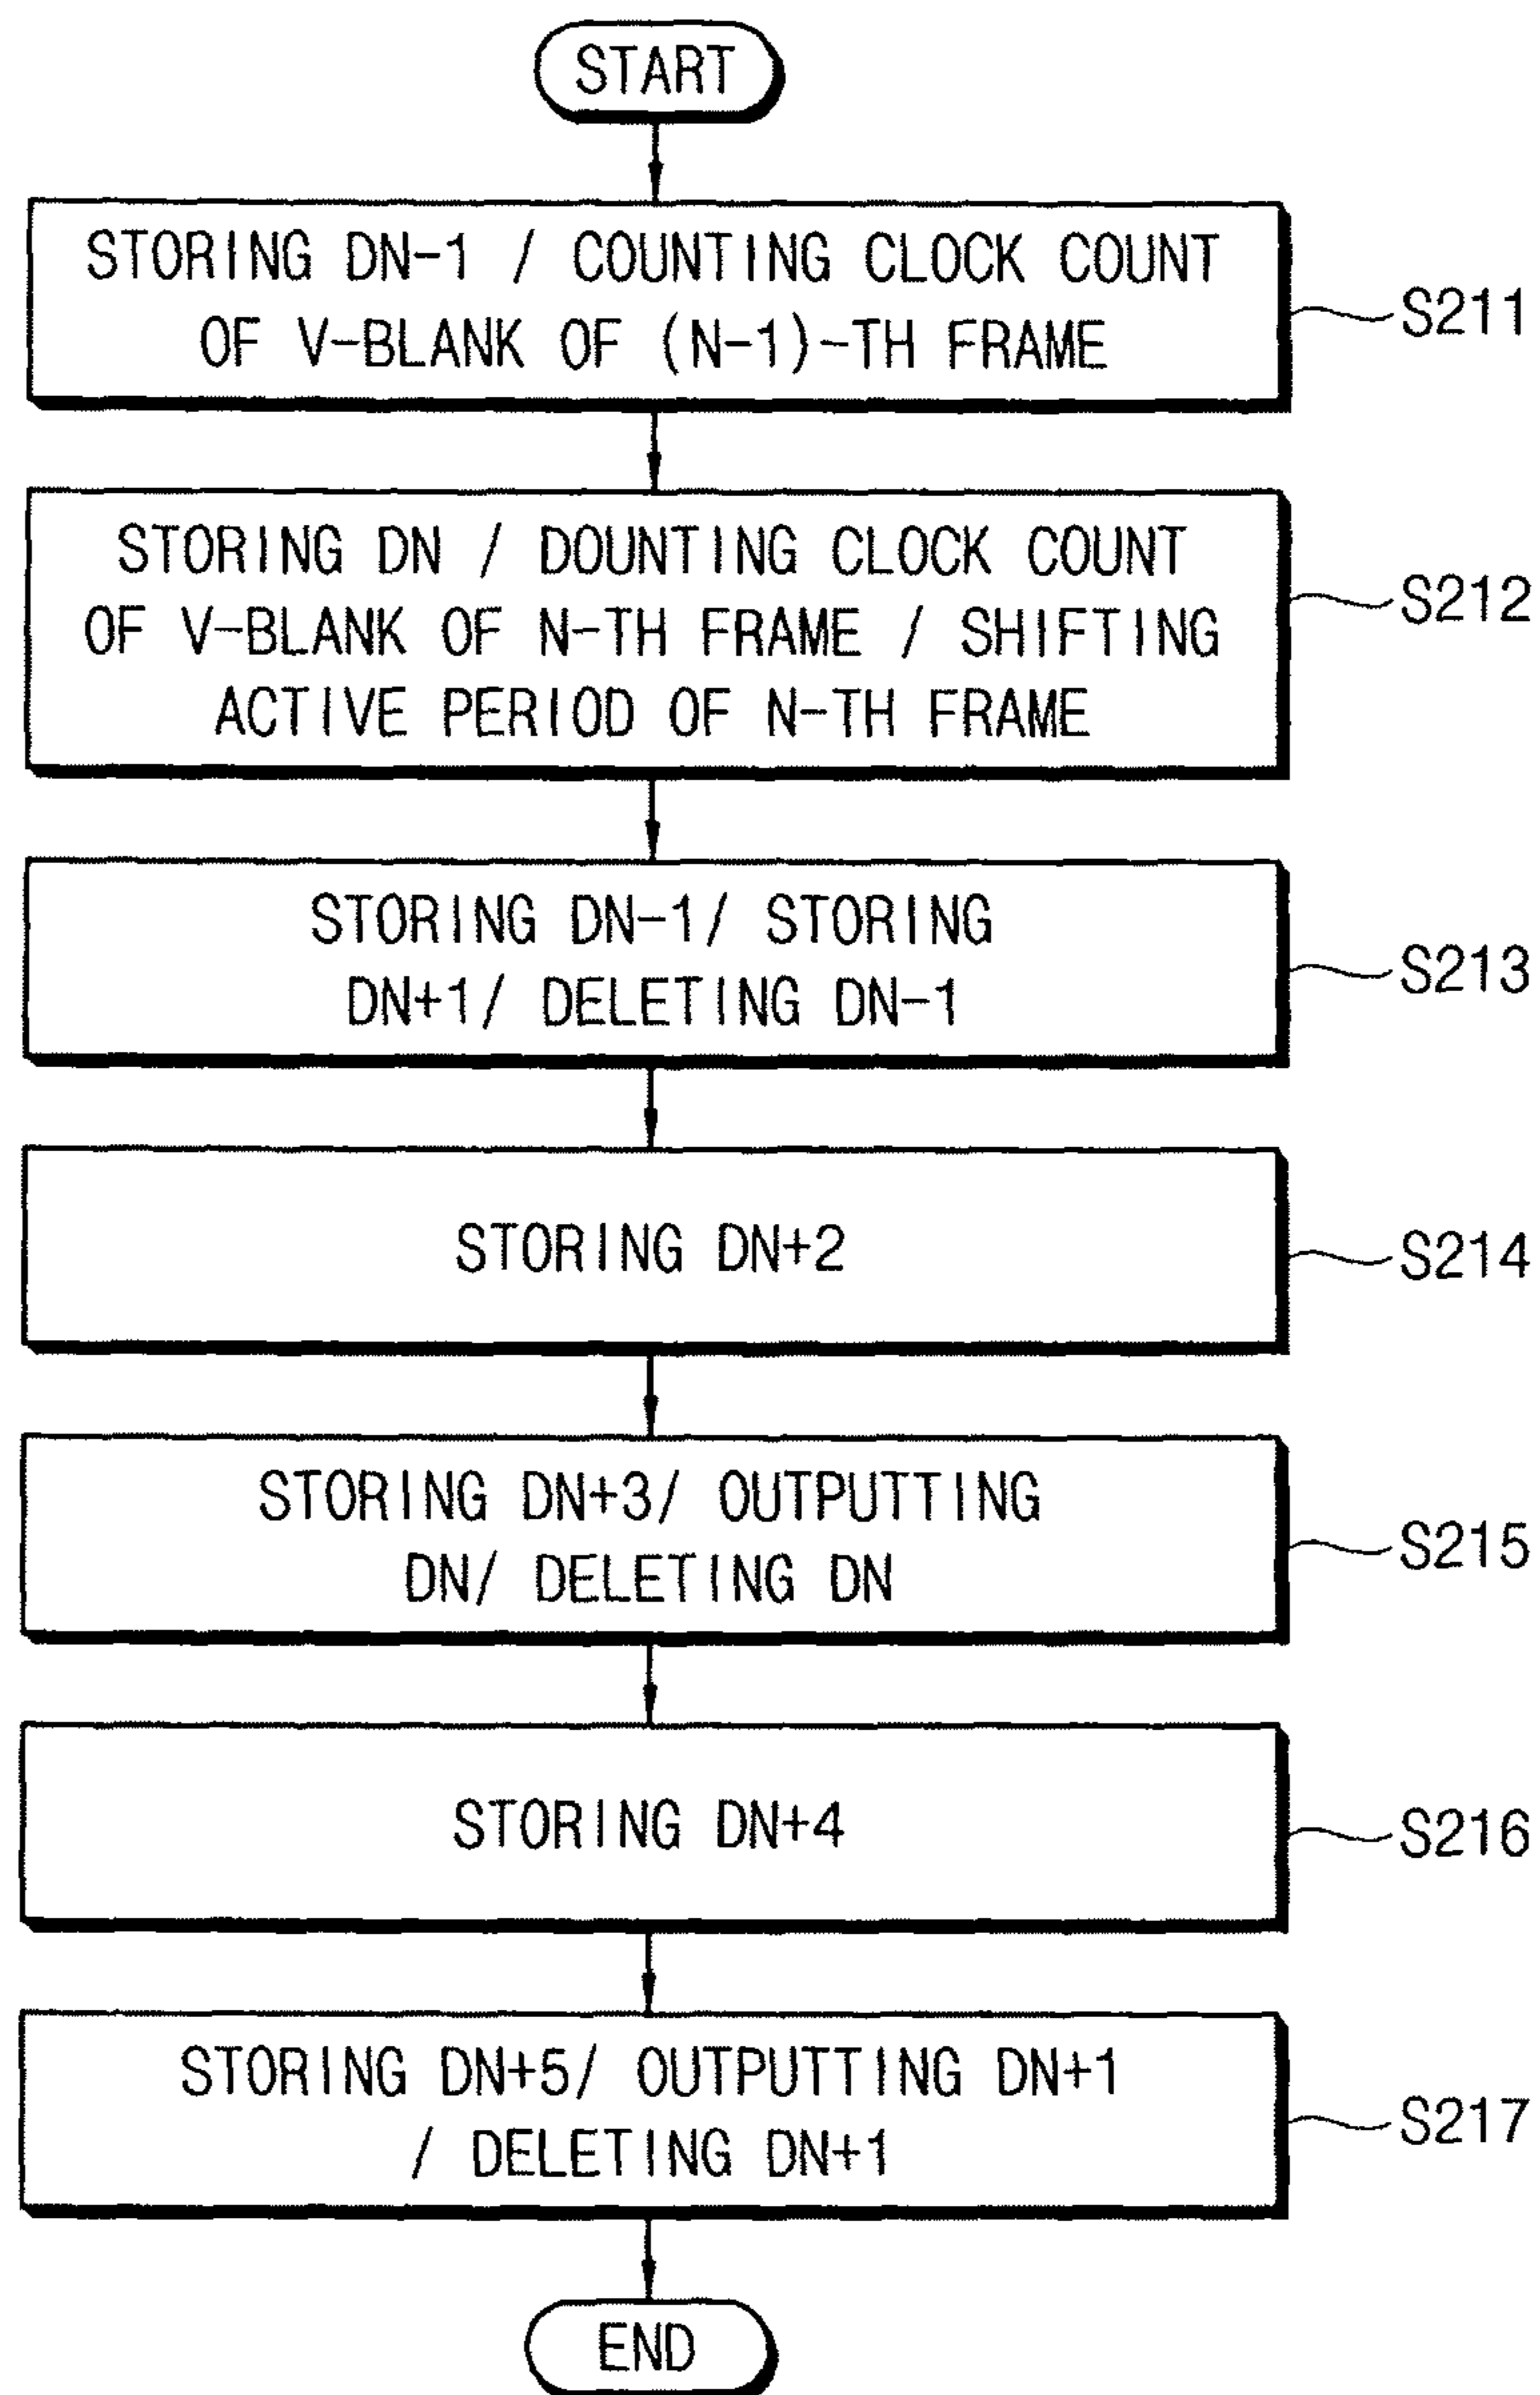 START
STORING DN-1 / COUNTING CLOCK COUNT
OF V-BLANK OF (N-1)-TH FRAME
S211
STORING DN / DOUNTING CLOCK COUNT
OF V-BLANK OF N-TH FRAME / SHIFTING
ACTIVE PERIOD OF N-TH FRAME
S212
STORING DN-1/ STORING
DN+1/ DELETING DN-1
S213
STORING DN+2
S214
STORING DN+3/ OUTPUTTING
DN/ DELETING DN
S215
STORING DN+4
S216
STORING DN+5/ OUTPUTTING DN+1
/ DELETING DN+1
S217
END